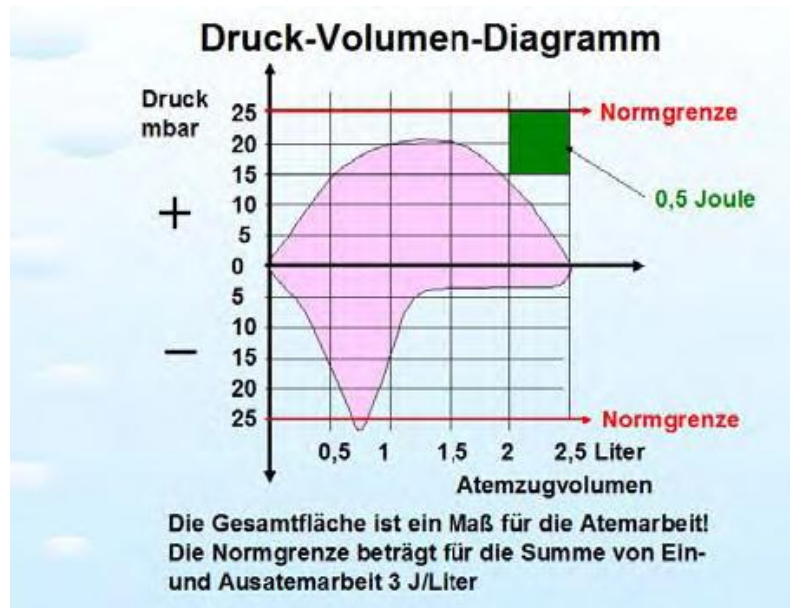 Druck-Volumen-Diagramm
Druck
mbar
25
Normgrenze
20
15
0,5 Joule
10
+
5
0
5
10
−
15
20
25
Normgrenze
0,5 1 1,5 2 2,5 Liter
Atemzugvolumen
Die Gesamtfläche ist ein Maß für die Atemarbeit!
Die Normgrenze beträgt für die Summe von Ein-
und Ausatemarbeit 3 J/Liter